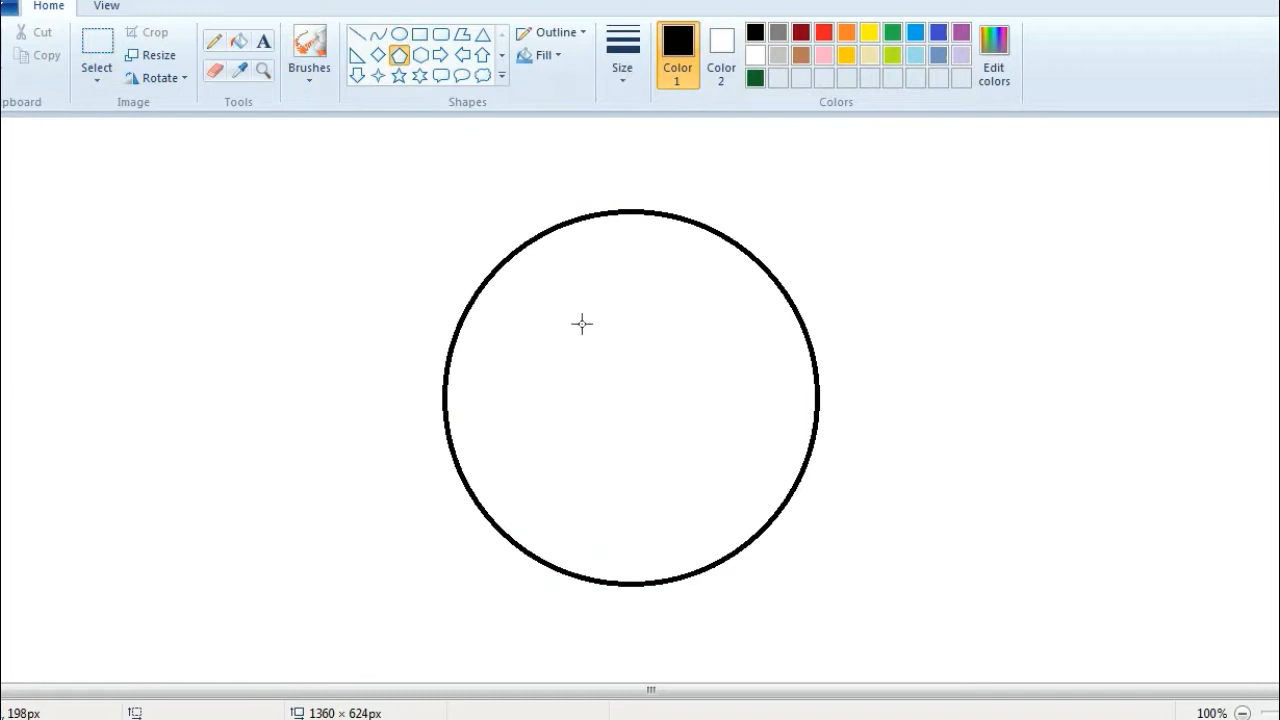 Home View
Cut
Copy
pboard
Select
Crop
Resize
Rotate
Image
A
Tools
Brushes
Outline
Fill
Shapes
Size
Color 1
Color 2
Edit colors
Colors
, 198px
1360 × 624px
100%